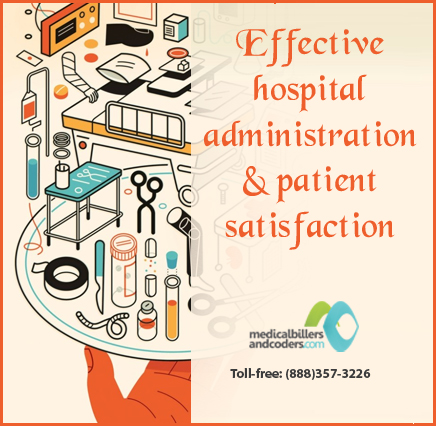 Effective
hospital
administration
& patient
satisfaction
medicalbillers
andcoders.com
Toll-free: (888)357-3226